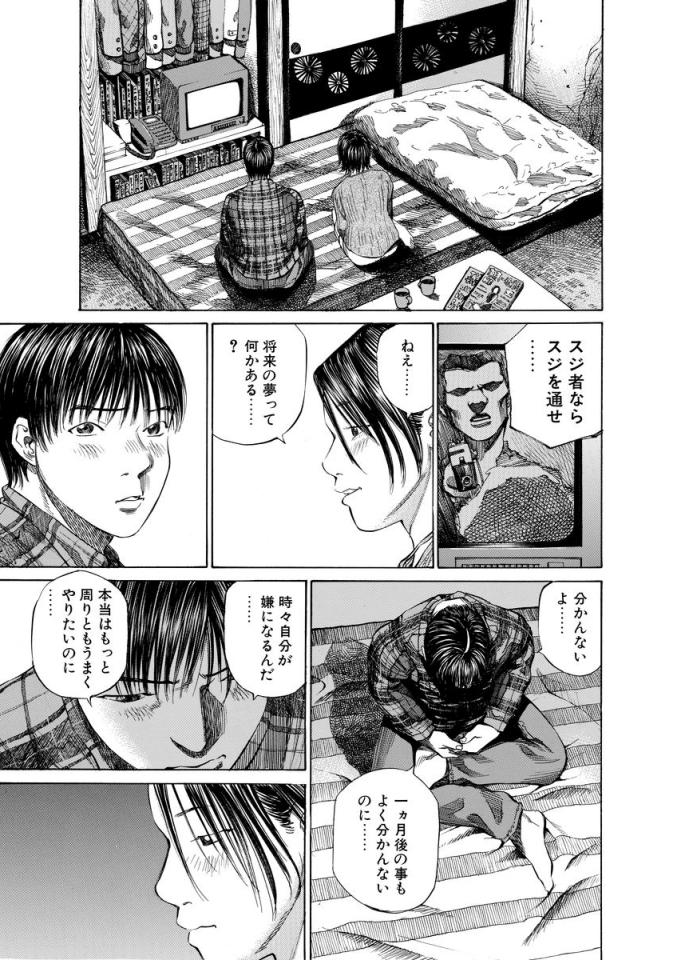 スジ者なら
スジを通せ
ねえ……
将来の夢って
何かある……
？
分かんない
よ……
一ヵ月後の事も
よく分かんない
のに……
時々自分が
嫌になるんだ
……
本当はもっと
周りともうまく
やりたいのに
……